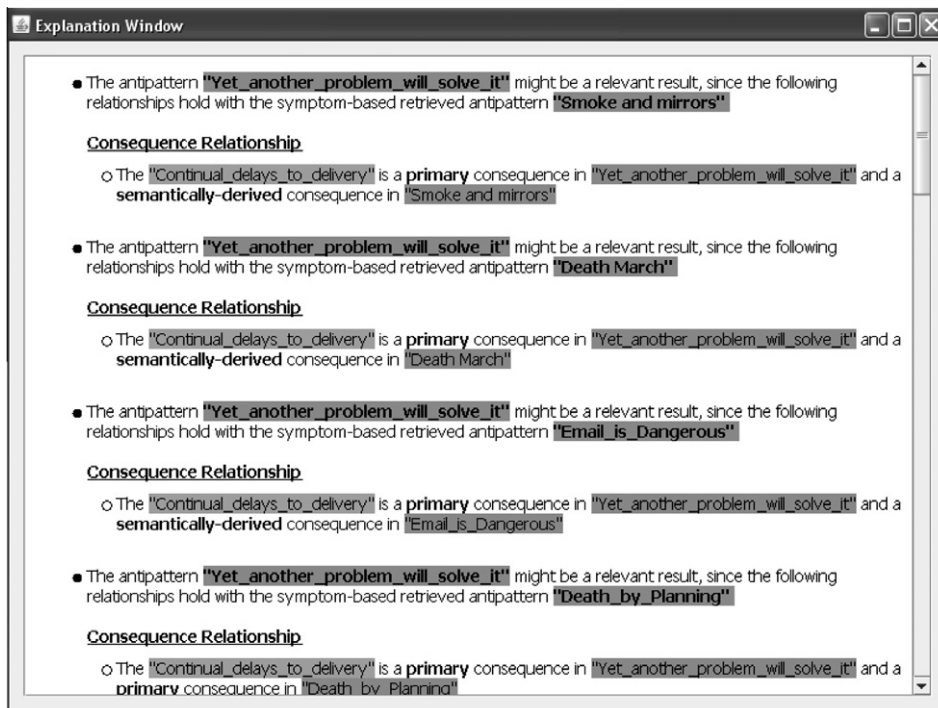 Explanation Window
The antipattern "Yet_another_problem_will_solve_it" might be a relevant result, since the following
relationships hold with the symptom-based retrieved antipattern "Smoke and mirrors"
Consequence Relationship
The "Continual_delays_to_delivery" is a primary consequence in "Yet_another_problem_will_solve_it" and a
semantically-derived consequence in "Smoke and mirrors"
The antipattern "Yet_another_problem_will_solve_it" might be a relevant result, since the following
relationships hold with the symptom-based retrieved antipattern "Death March"
Consequence Relationship
The "Continual_delays_to_delivery" is a primary consequence in "Yet_another_problem_will_solve_it" and a
semantically-derived consequence in "Death March"
The antipattern "Yet_another_problem_will_solve_it" might be a relevant result, since the following
relationships hold with the symptom-based retrieved antipattern "Email_is_Dangerous"
Consequence Relationship
The "Continual_delays_to_delivery" is a primary consequence in "Yet_another_problem_will_solve_it" and a
semantically-derived consequence in "Email_is_Dangerous"
The antipattern "Yet_another_problem_will_solve_it" might be a relevant result, since the following
relationships hold with the symptom-based retrieved antipattern "Death_by_Planning"
Consequence Relationship
The "Continual_delays_to_delivery" is a primary consequence in "Yet_another_problem_will_solve_it" and a
primary consequence in "Death_by_Planning"